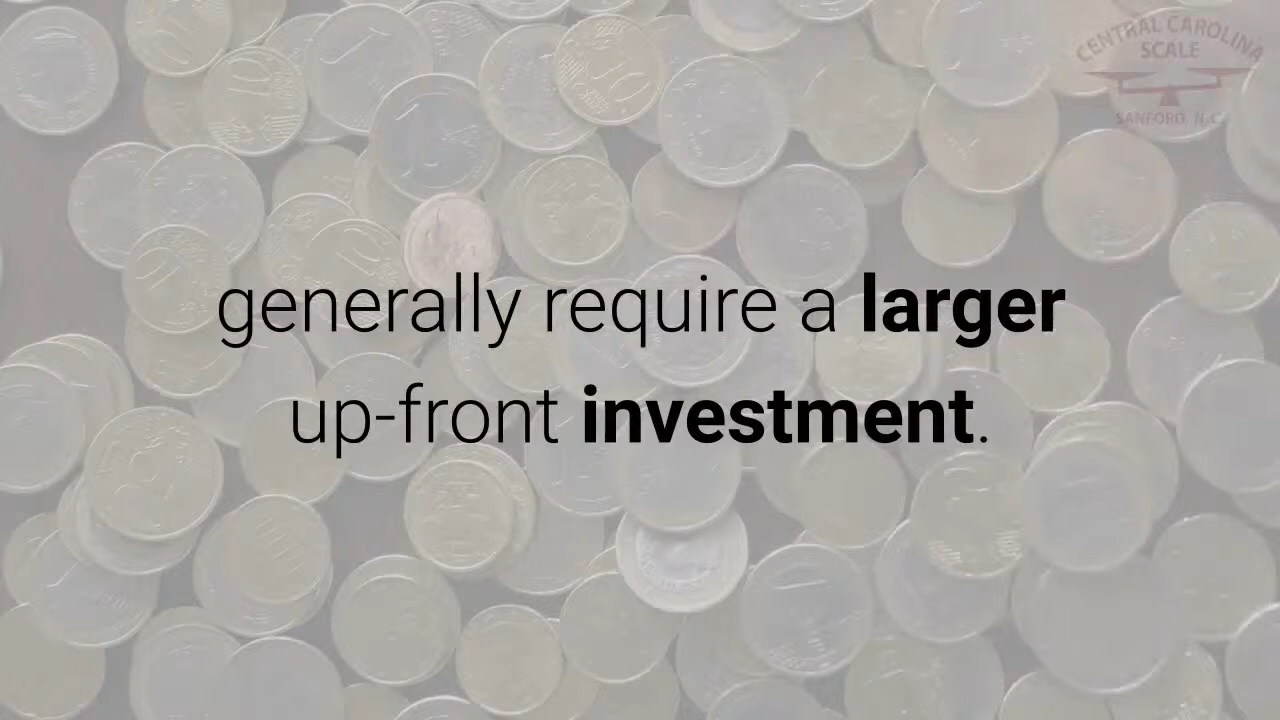 CENTRAL CAROLINA
SCALE
SANFORD, N.C.
generally require a larger
up-front investment.